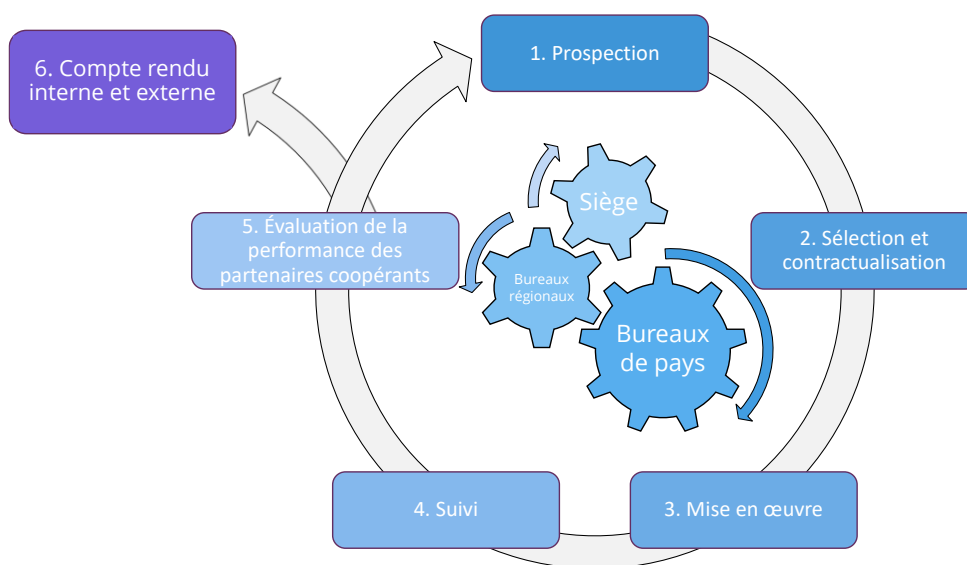 1. Prospection
6. Compte rendu
interne et externe
Siège
5. Évaluation de la
performance des
partenaires coopérants
2. Sélection et
contractualisation
Bureaux
régionaux
Bureaux
de pays
4. Suivi
3. Mise en œuvre